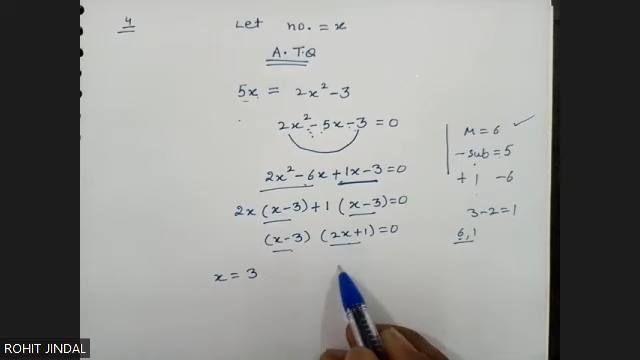 4
Let no. = x
A.T.Q
5x = 2x² - 3
2x² - 5x - 3 = 0
2x² - 6x + 1x - 3 = 0
2x (x-3) + 1 (x-3) = 0
(x-3) (2x+1) = 0
x = 3
M = 6 ✓
- sub = 5
+ 1 - 6
3 - 2 = 1
6, 1
ROHIT JINDAL